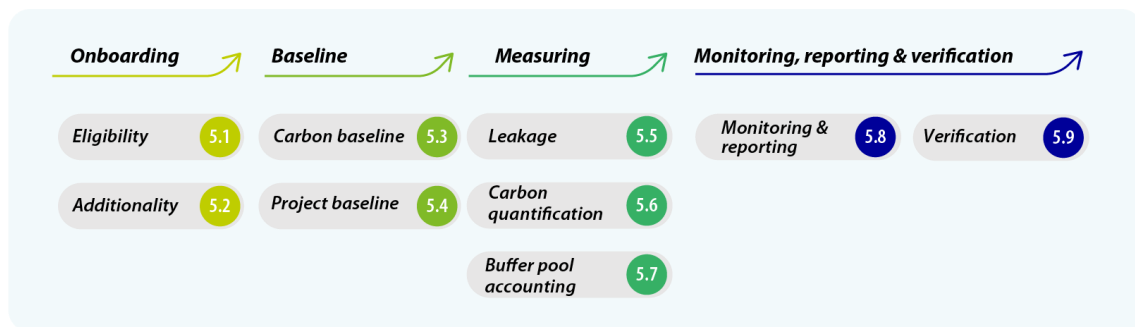 Onboarding
Baseline
Measuring
Monitoring, reporting & verification
Eligibility 5.1
Carbon baseline 5.3
Leakage 5.5
Monitoring &
reporting 5.8
Verification 5.9
Additionality 5.2
Project baseline 5.4
Carbon
quantification 5.6
Buffer pool
accounting 5.7